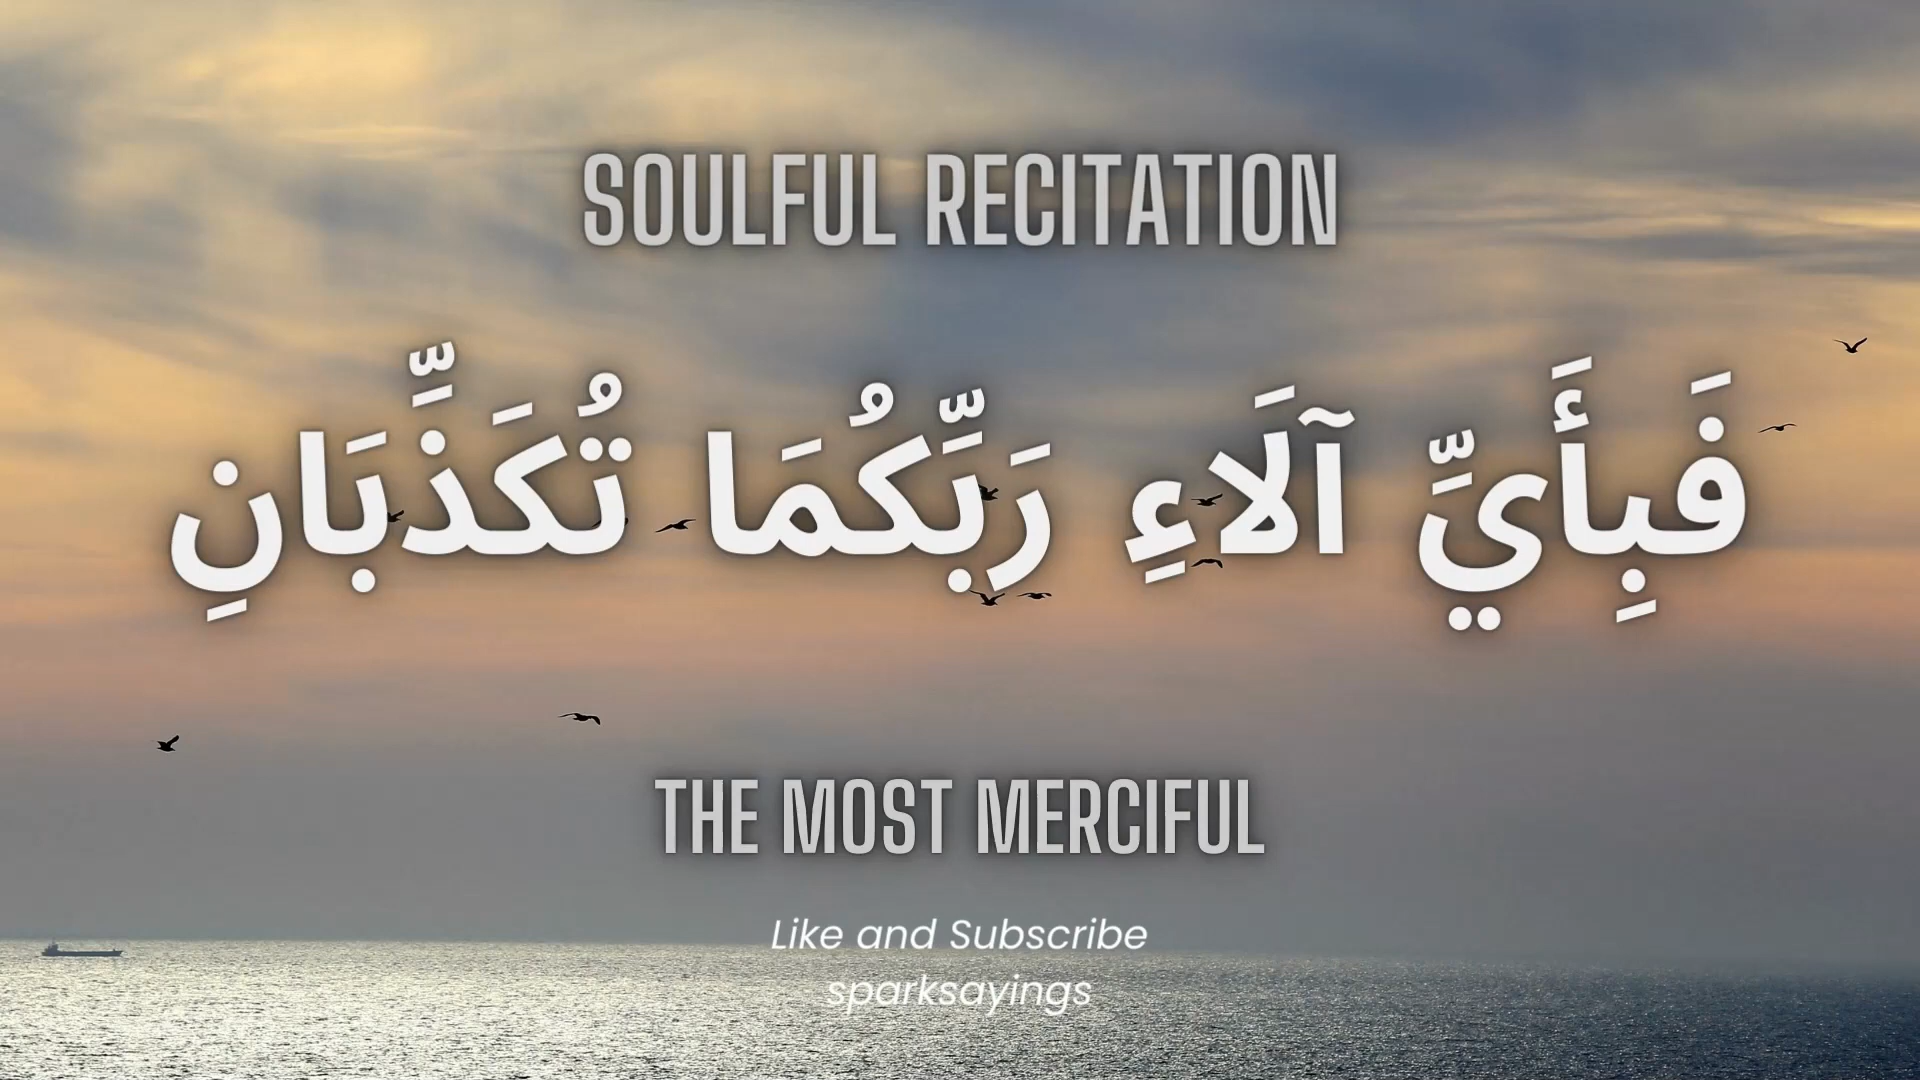 SOULFUL RECITATION
فَبِأَيِّ آلَاءِ رَبِّكُمَا تُكَذِّبَانِ
THE MOST MERCIFUL
Like and Subscribe
sparksayings